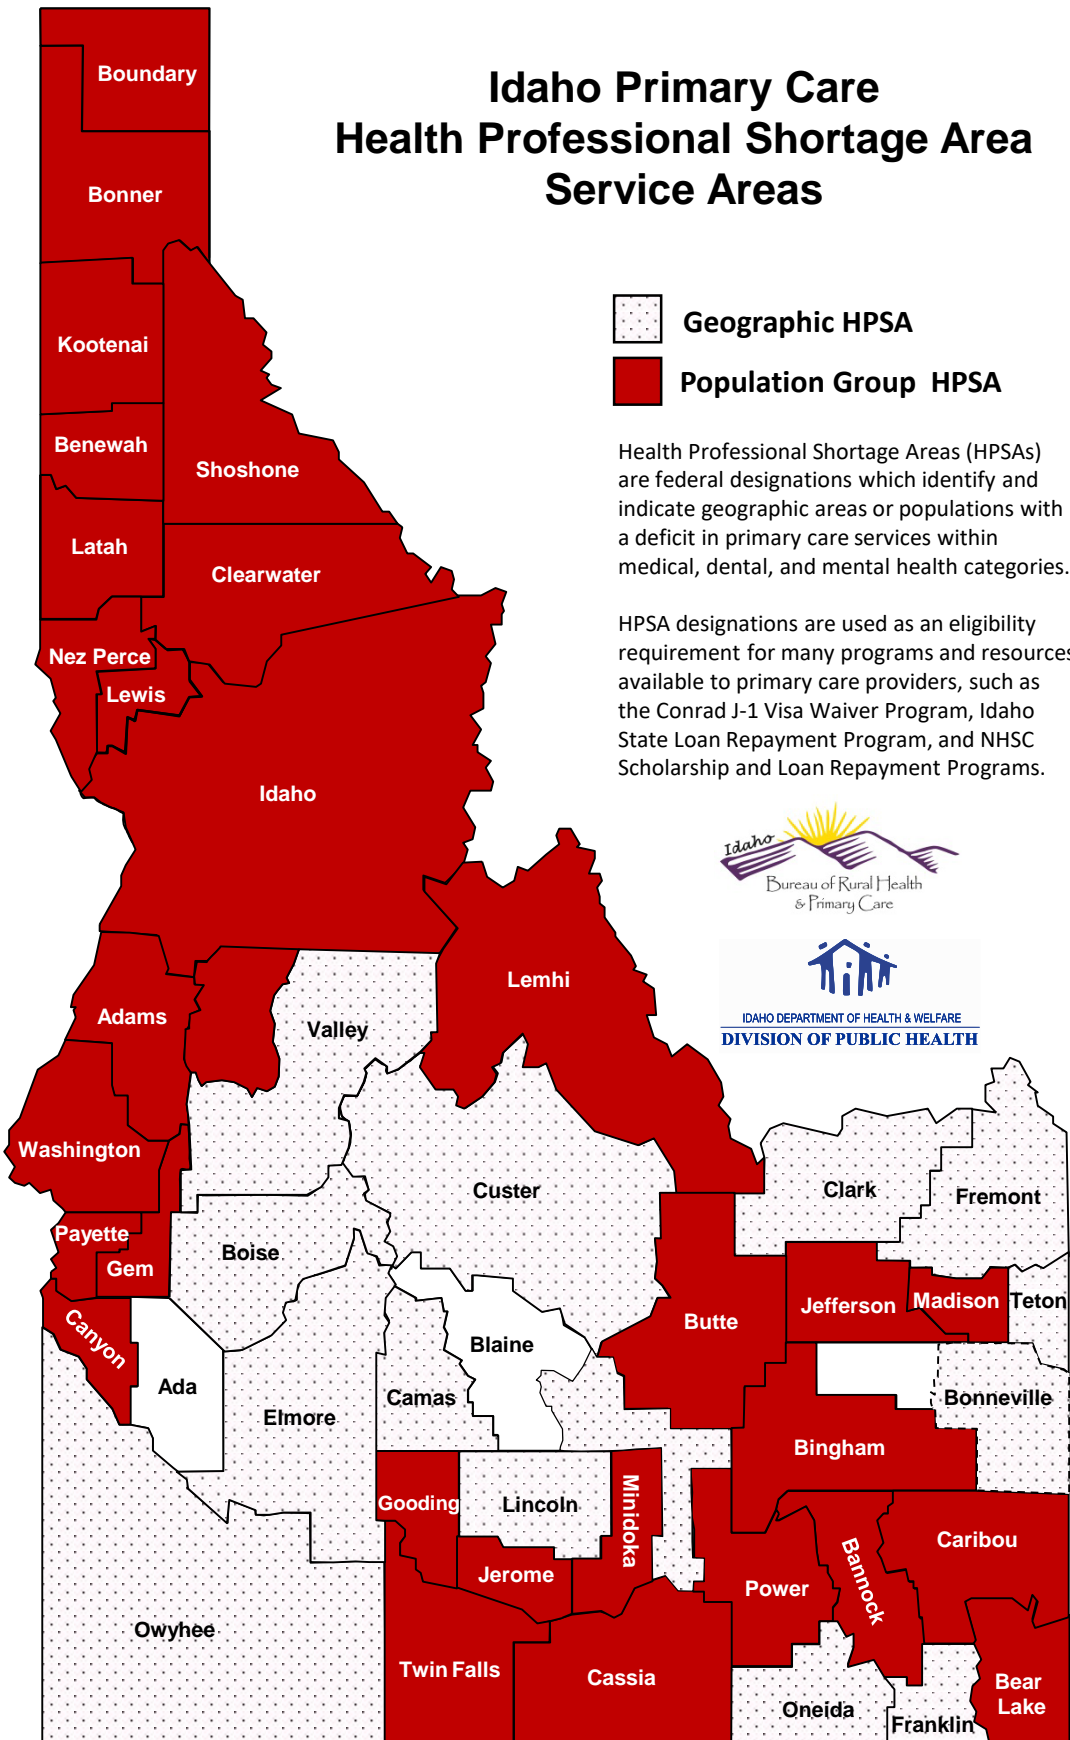 Idaho Primary Care
Health Professional Shortage Area
Service Areas
Geographic HPSA
Population Group HPSA
Health Professional Shortage Areas (HPSAs)
are federal designations which identify and
indicate geographic areas or populations with
a deficit in primary care services within
medical, dental, and mental health categories.
HPSA designations are used as an eligibility
requirement for many programs and resources
available to primary care providers, such as
the Conrad J-1 Visa Waiver Program, Idaho
State Loan Repayment Program, and NHSC
Scholarship and Loan Repayment Programs.
Idaho
Bureau of Rural Health
& Primary Care
IDAHO DEPARTMENT OF HEALTH & WELFARE
DIVISION OF PUBLIC HEALTH
Boundary
Bonner
Kootenai
Benewah
Shoshone
Latah
Clearwater
Nez Perce
Lewis
Idaho
Lemhi
Adams
Valley
Washington
Custer
Clark
Fremont
Payette
Gem
Boise
Canyon
Ada
Elmore
Camas
Blaine
Butte
Jefferson
Madison
Teton
Bonneville
Bingham
Gooding
Lincoln
Minidoka
Jerome
Power
Bannock
Caribou
Owyhee
Twin Falls
Cassia
Oneida
Franklin
Bear
Lake